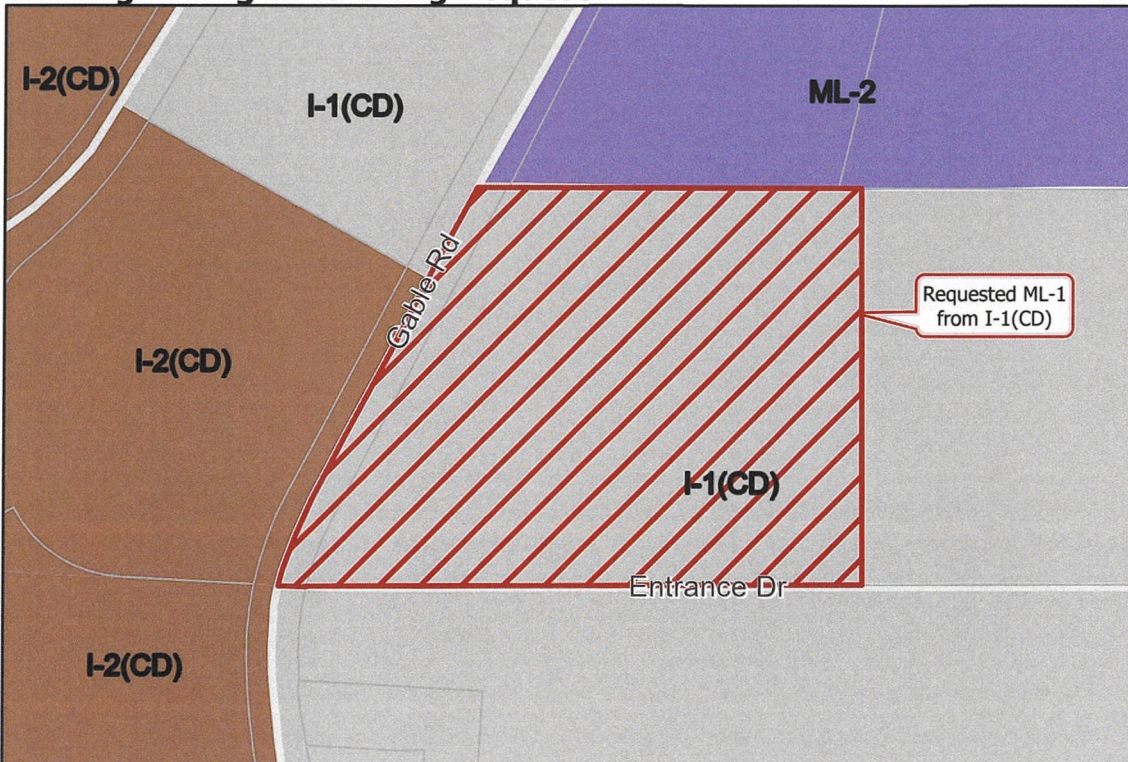 I-2(CD)
I-1(CD)
ML-2
Gable Rd
Requested ML-1
from I-1(CD)
I-2(CD)
I-1(CD)
Entrance Dr
I-2(CD)